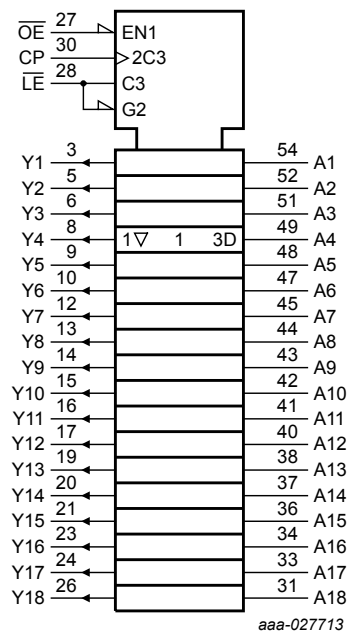 OE 27 EN1
CP 30 2C3
LE 28 C3
G2
Y1 3 54 A1
Y2 5 52 A2
Y3 6 51 A3
Y4 8 1▽ 1 3D 49 A4
Y5 9 48 A5
Y6 10 47 A6
Y7 12 45 A7
Y8 13 44 A8
Y9 14 43 A9
Y10 15 42 A10
Y11 16 41 A11
Y12 17 40 A12
Y13 19 38 A13
Y14 20 37 A14
Y15 21 36 A15
Y16 23 34 A16
Y17 24 33 A17
Y18 26 31 A18
aaa-027713